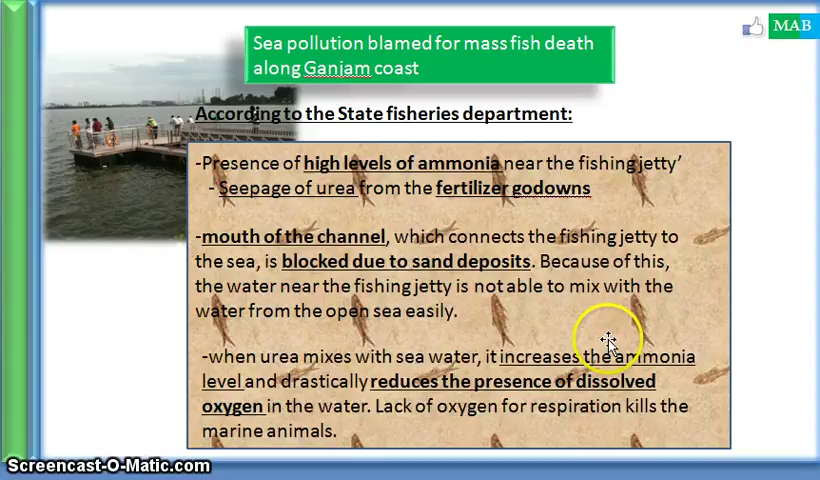 MAB
Sea pollution blamed for mass fish death
along Ganjam coast
According to the State fisheries department:
-Presence of high levels of ammonia near the fishing jetty’
- Seepage of urea from the fertilizer godowns
-mouth of the channel, which connects the fishing jetty to
the sea, is blocked due to sand deposits. Because of this,
the water near the fishing jetty is not able to mix with the
water from the open sea easily.
-when urea mixes with sea water, it increases the ammonia
level and drastically reduces the presence of dissolved
oxygen in the water. Lack of oxygen for respiration kills the
marine animals.
Screencast-O-Matic.com